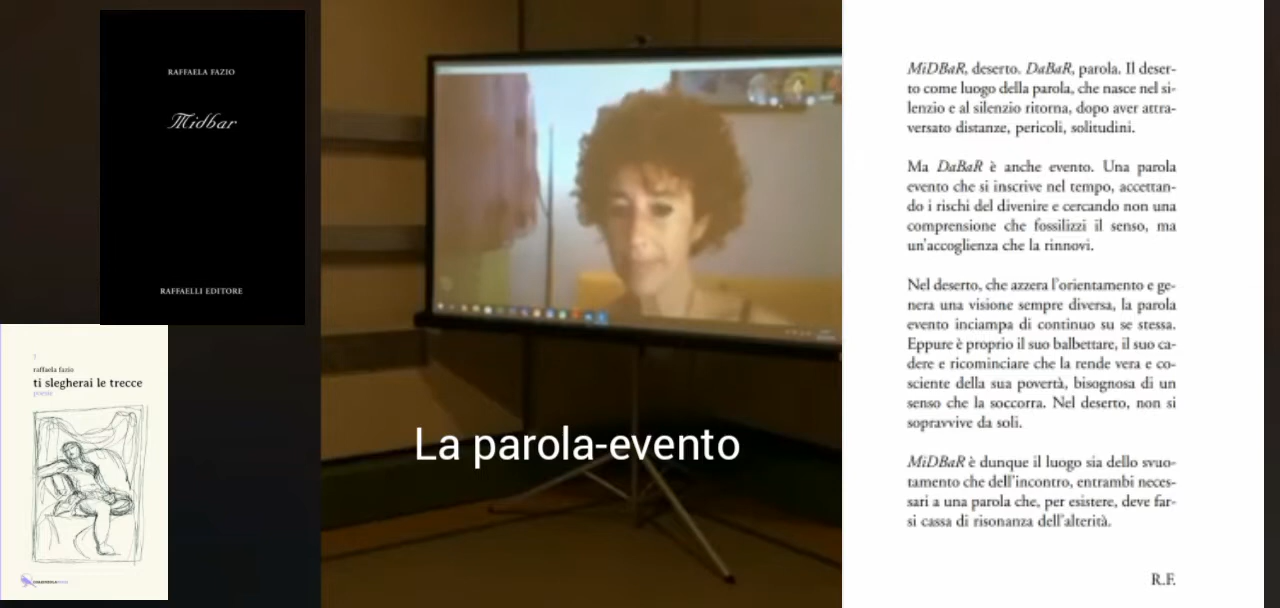 RAFFAELA FAZIO
Midbar
RAFFAELLI EDITORE
7
raffaela fazio
ti slegherai le trecce
poesie
La parola-evento
MiDBaR, deserto. DaBaR, parola. Il deser-
to come luogo della parola, che nasce nel si-
lenzio e al silenzio ritorna, dopo aver attra-
versato distanze, pericoli, solitudini.
Ma DaBaR è anche evento. Una parola
evento che si inscrive nel tempo, accettan-
do i rischi del divenire e cercando non una
comprensione che fossilizzi il senso, ma
un'accoglienza che la rinnovi.
Nel deserto, che azzera l'orientamento e ge-
nera una visione sempre diversa, la parola
evento inciampa di continuo su se stessa.
Eppure è proprio il suo balbettare, il suo ca-
dere e ricominciare che la rende vera e co-
sciente della sua povertà, bisognosa di un
senso che la soccorra. Nel deserto, non si
sopravvive da soli.
MiDBaR è dunque il luogo sia dello svuo-
tamento che dell'incontro, entrambi neces-
sari a una parola che, per esistere, deve far-
si cassa di risonanza dell'alterità.
R.F.